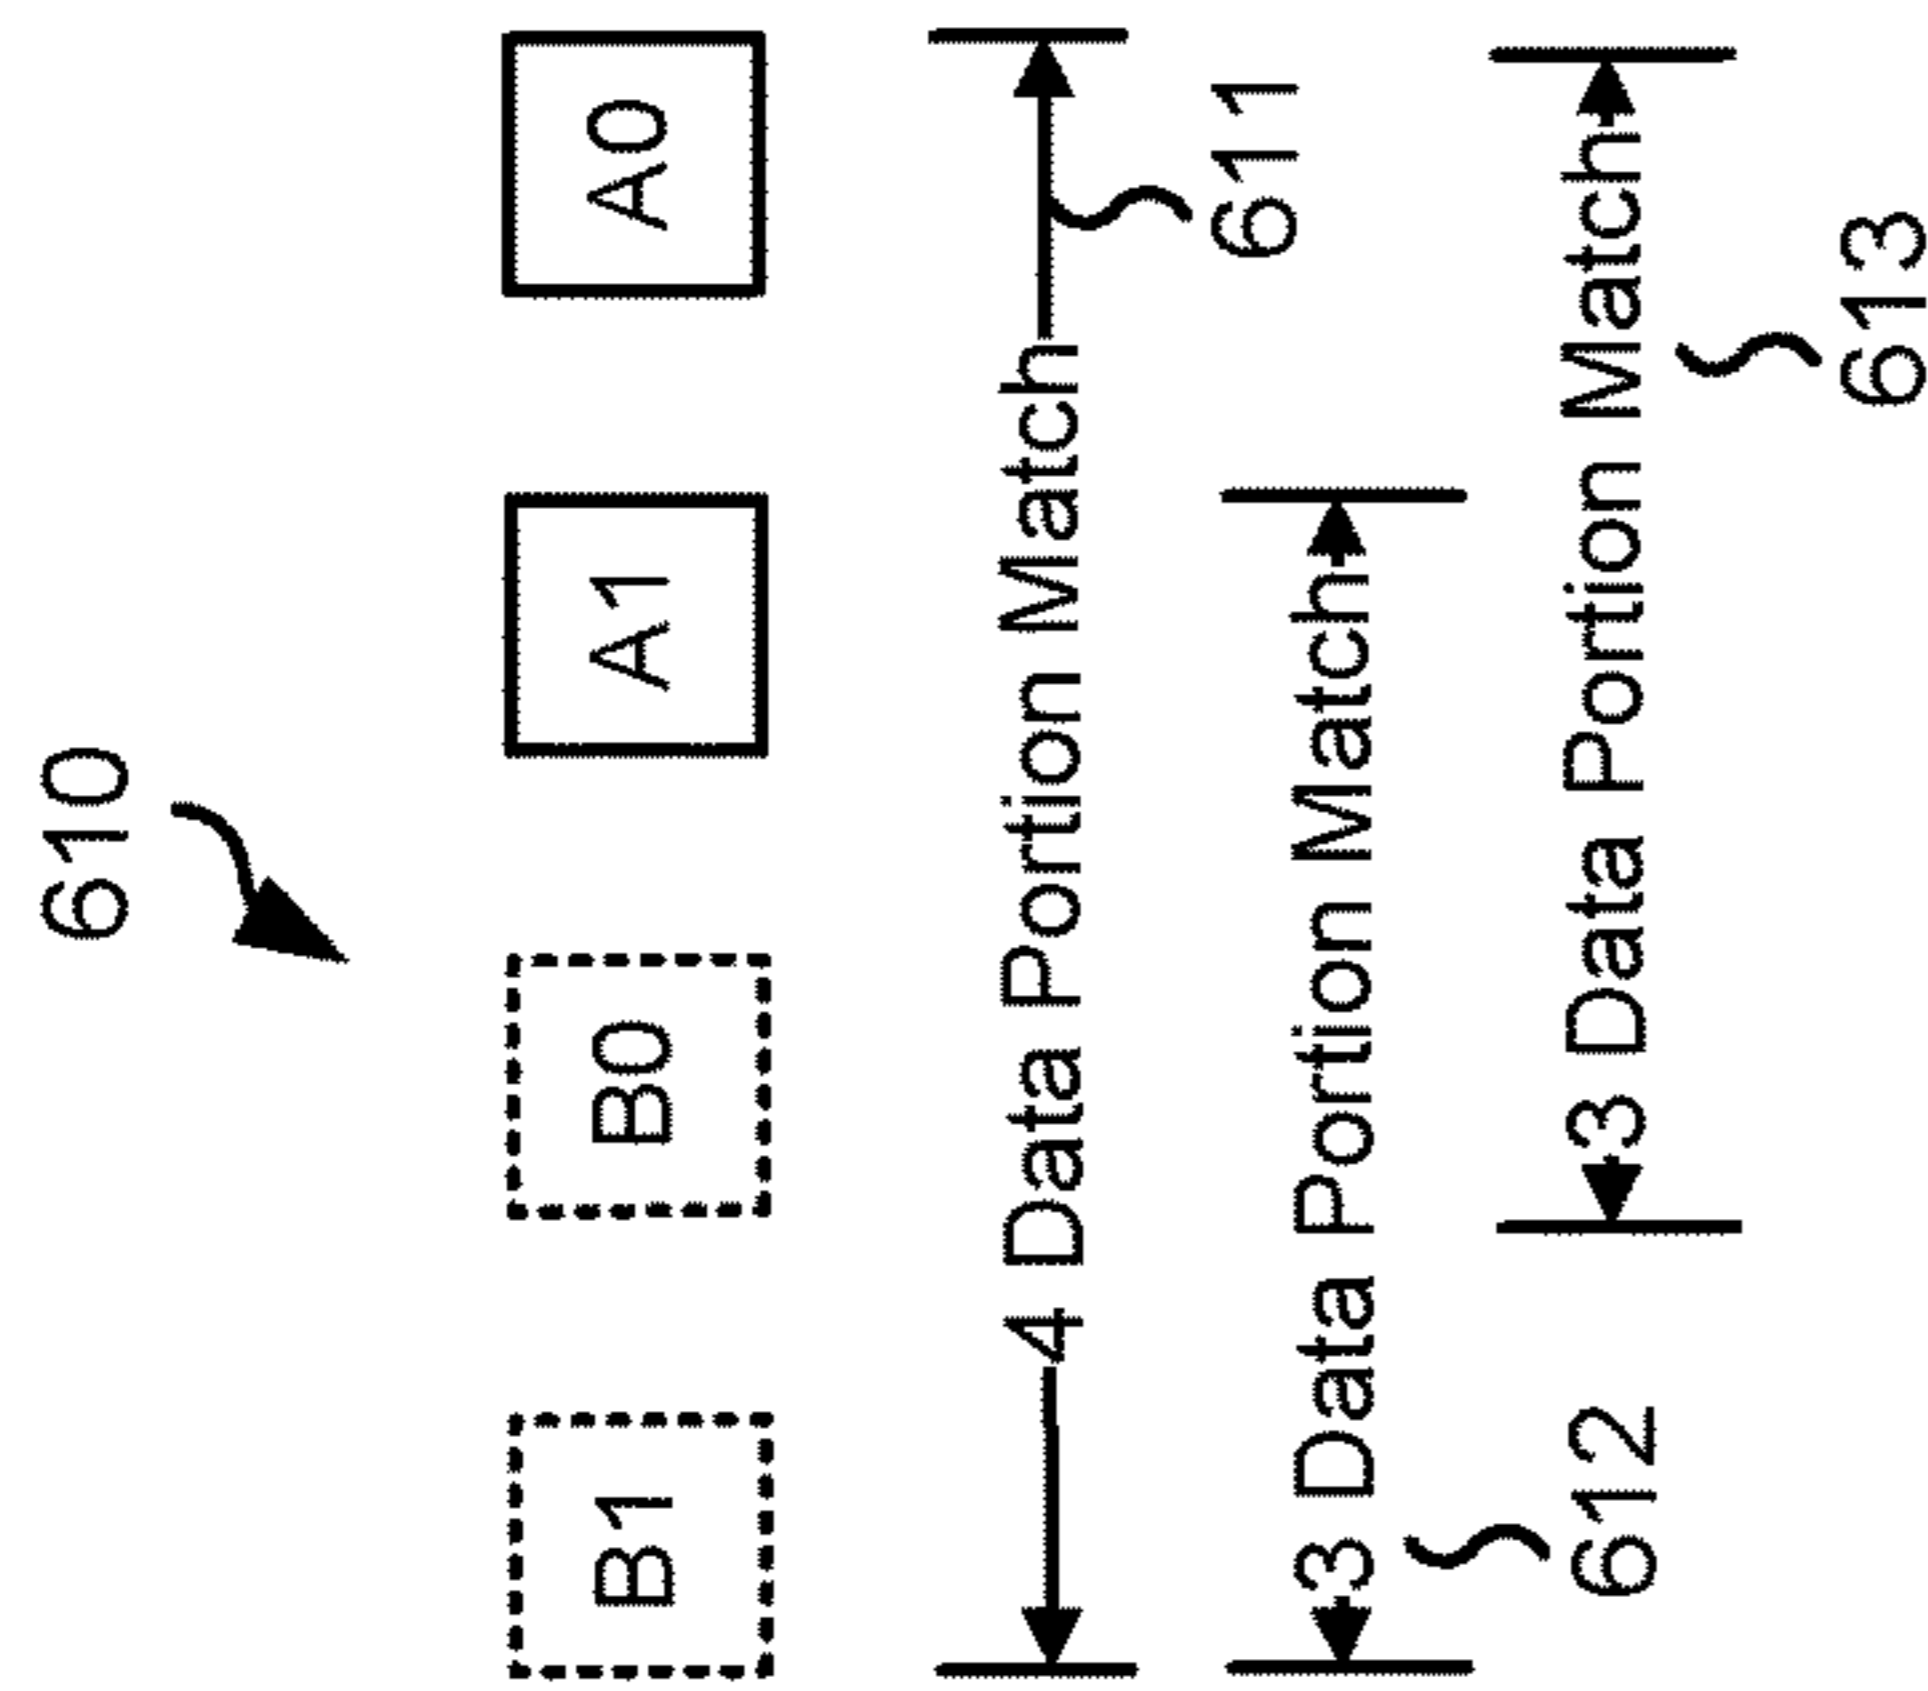 610
B1 B0 A1 A0
4 Data Portion Match
611
3 Data Portion Match
612
3 Data Portion Match
613